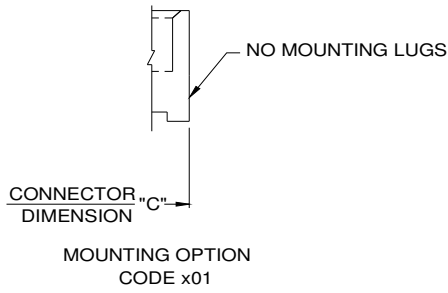 NO MOUNTING LUGS
CONNECTOR
DIMENSION "C"
MOUNTING OPTION
CODE x01